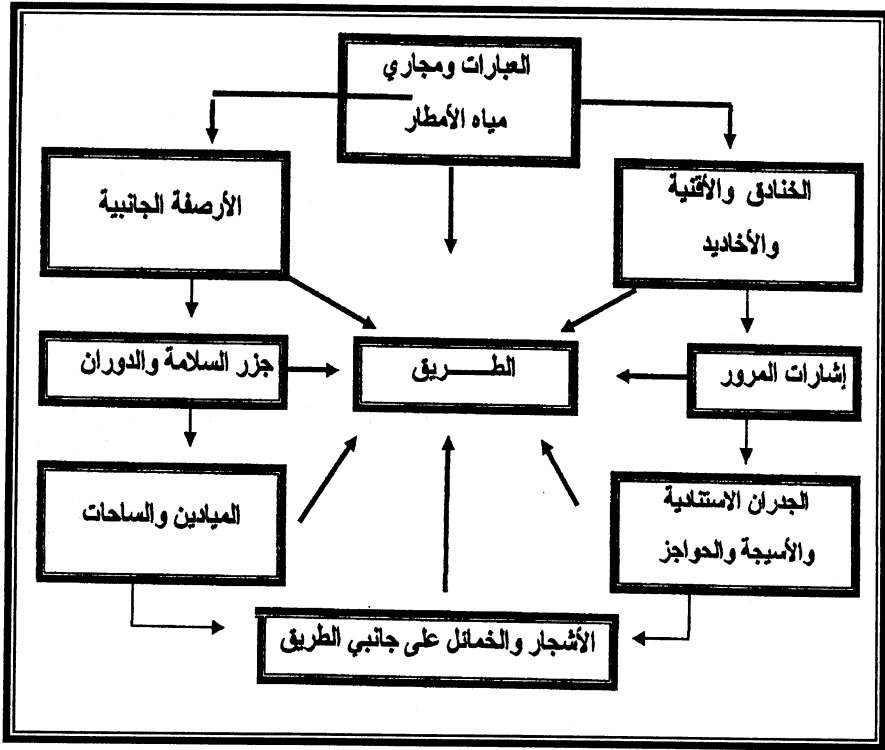 العبارات ومجاري
مياه الأمطار
الخنادق والأقنية
والأخاديد
الأرصفة الجانبية
إشارات المرور
الطـــــريق
جزر السلامة والدوران
الجدران الاستنادية
والأسيجة والحواجز
الميادين والساحات
الأشجار والخمائل على جانبي الطريق